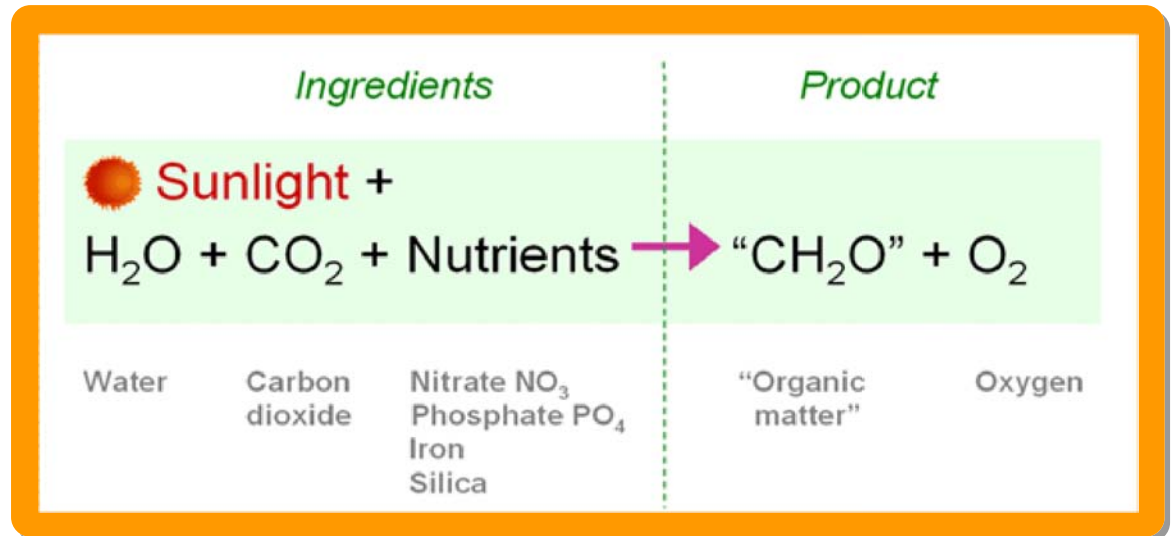 Ingredients Product
Sunlight +
H₂O + CO₂ + Nutrients → “CH₂O” + O₂
Water Carbon dioxide Nitrate NO₃ Phosphate PO₄ Iron Silica “Organic matter” Oxygen